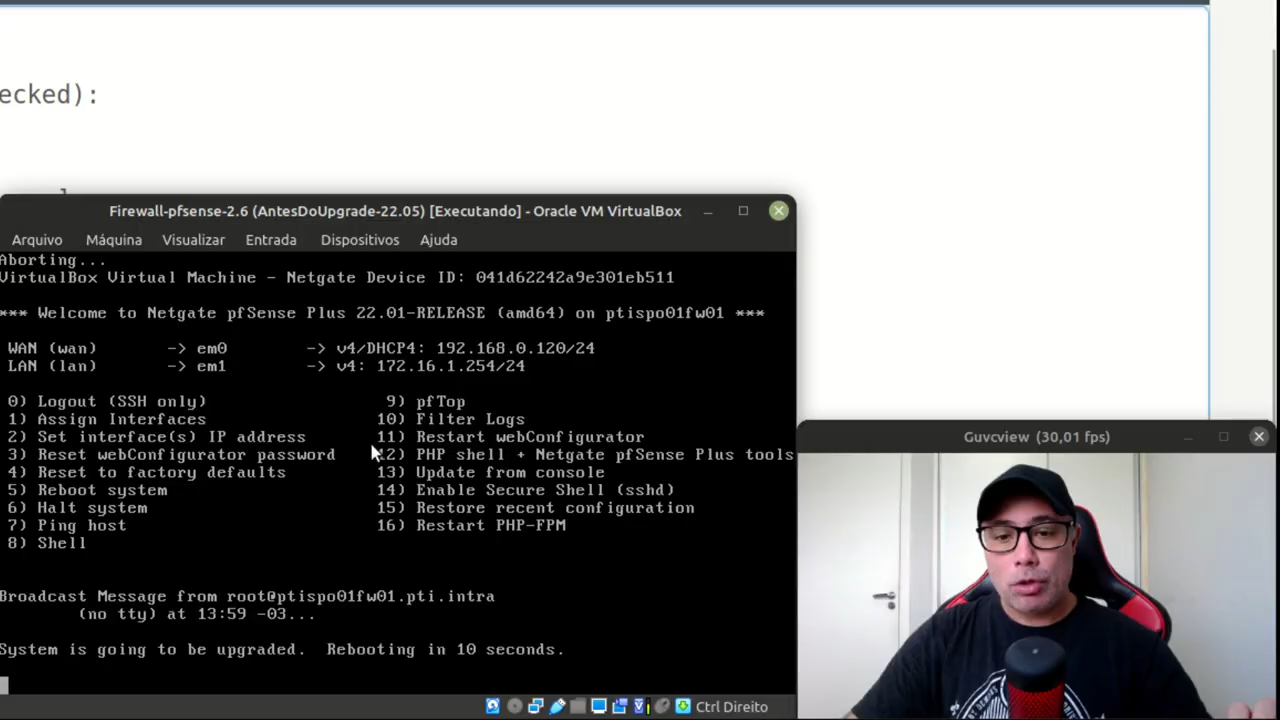 ecked):
Firewall-pfsense-2.6 (AntesDoUpgrade-22.05) [Executando] - Oracle VM VirtualBox
Arquivo Máquina Visualizar Entrada Dispositivos Ajuda
Aborting...
VirtualBox Virtual Machine - Netgate Device ID: 041d62242a9e301eb511
*** Welcome to Netgate pfSense Plus 22.01-RELEASE (amd64) on ptispo01fw01 ***
WAN (wan) -> em0 -> v4/DHCP4: 192.168.0.120/24
LAN (lan) -> em1 -> v4: 172.16.1.254/24
0) Logout (SSH only) 9) pfTop
1) Assign Interfaces 10) Filter Logs
2) Set interface(s) IP address 11) Restart webConfigurator
3) Reset webConfigurator password 12) PHP shell + Netgate pfSense Plus tools
4) Reset to factory defaults 13) Update from console
5) Reboot system 14) Enable Secure Shell (sshd)
6) Halt system 15) Restore recent configuration
7) Ping host 16) Restart PHP-FPM
8) Shell
Broadcast Message from root@ptispo01fw01.pti.intra
(no tty) at 13:59 -03...
System is going to be upgraded. Rebooting in 10 seconds.
Ctrl Direito
Guvcview (30,01 fps)